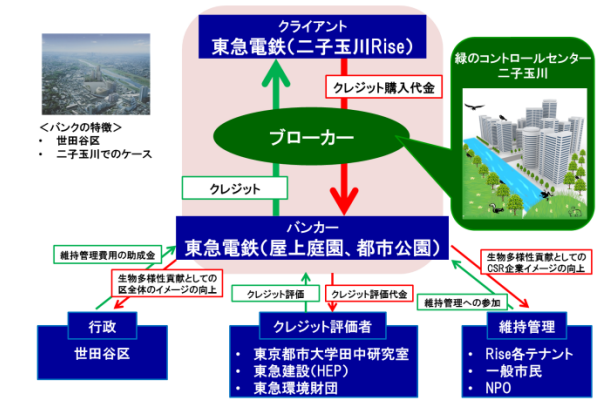 クライアント
東急電鉄(二子玉川Rise)
緑のコントロールセンター
二子玉川
クレジット購入代金
<バンクの特徴>
• 世田谷区
• 二子玉川でのケース
ブローカー
クレジット
バンカー
東急電鉄(屋上庭園、都市公園)
維持管理費用の助成金
生物多様性貢献としての
区全体のイメージの向上
クレジット評価
クレジット評価代金
生物多様性貢献としての
CSR企業イメージの向上
維持管理への参加
行政
世田谷区
クレジット評価者
• 東京都市大学田中研究室
• 東急建設(HEP)
• 東急環境財団
維持管理
• Rise各テナント
• 一般市民
• NPO